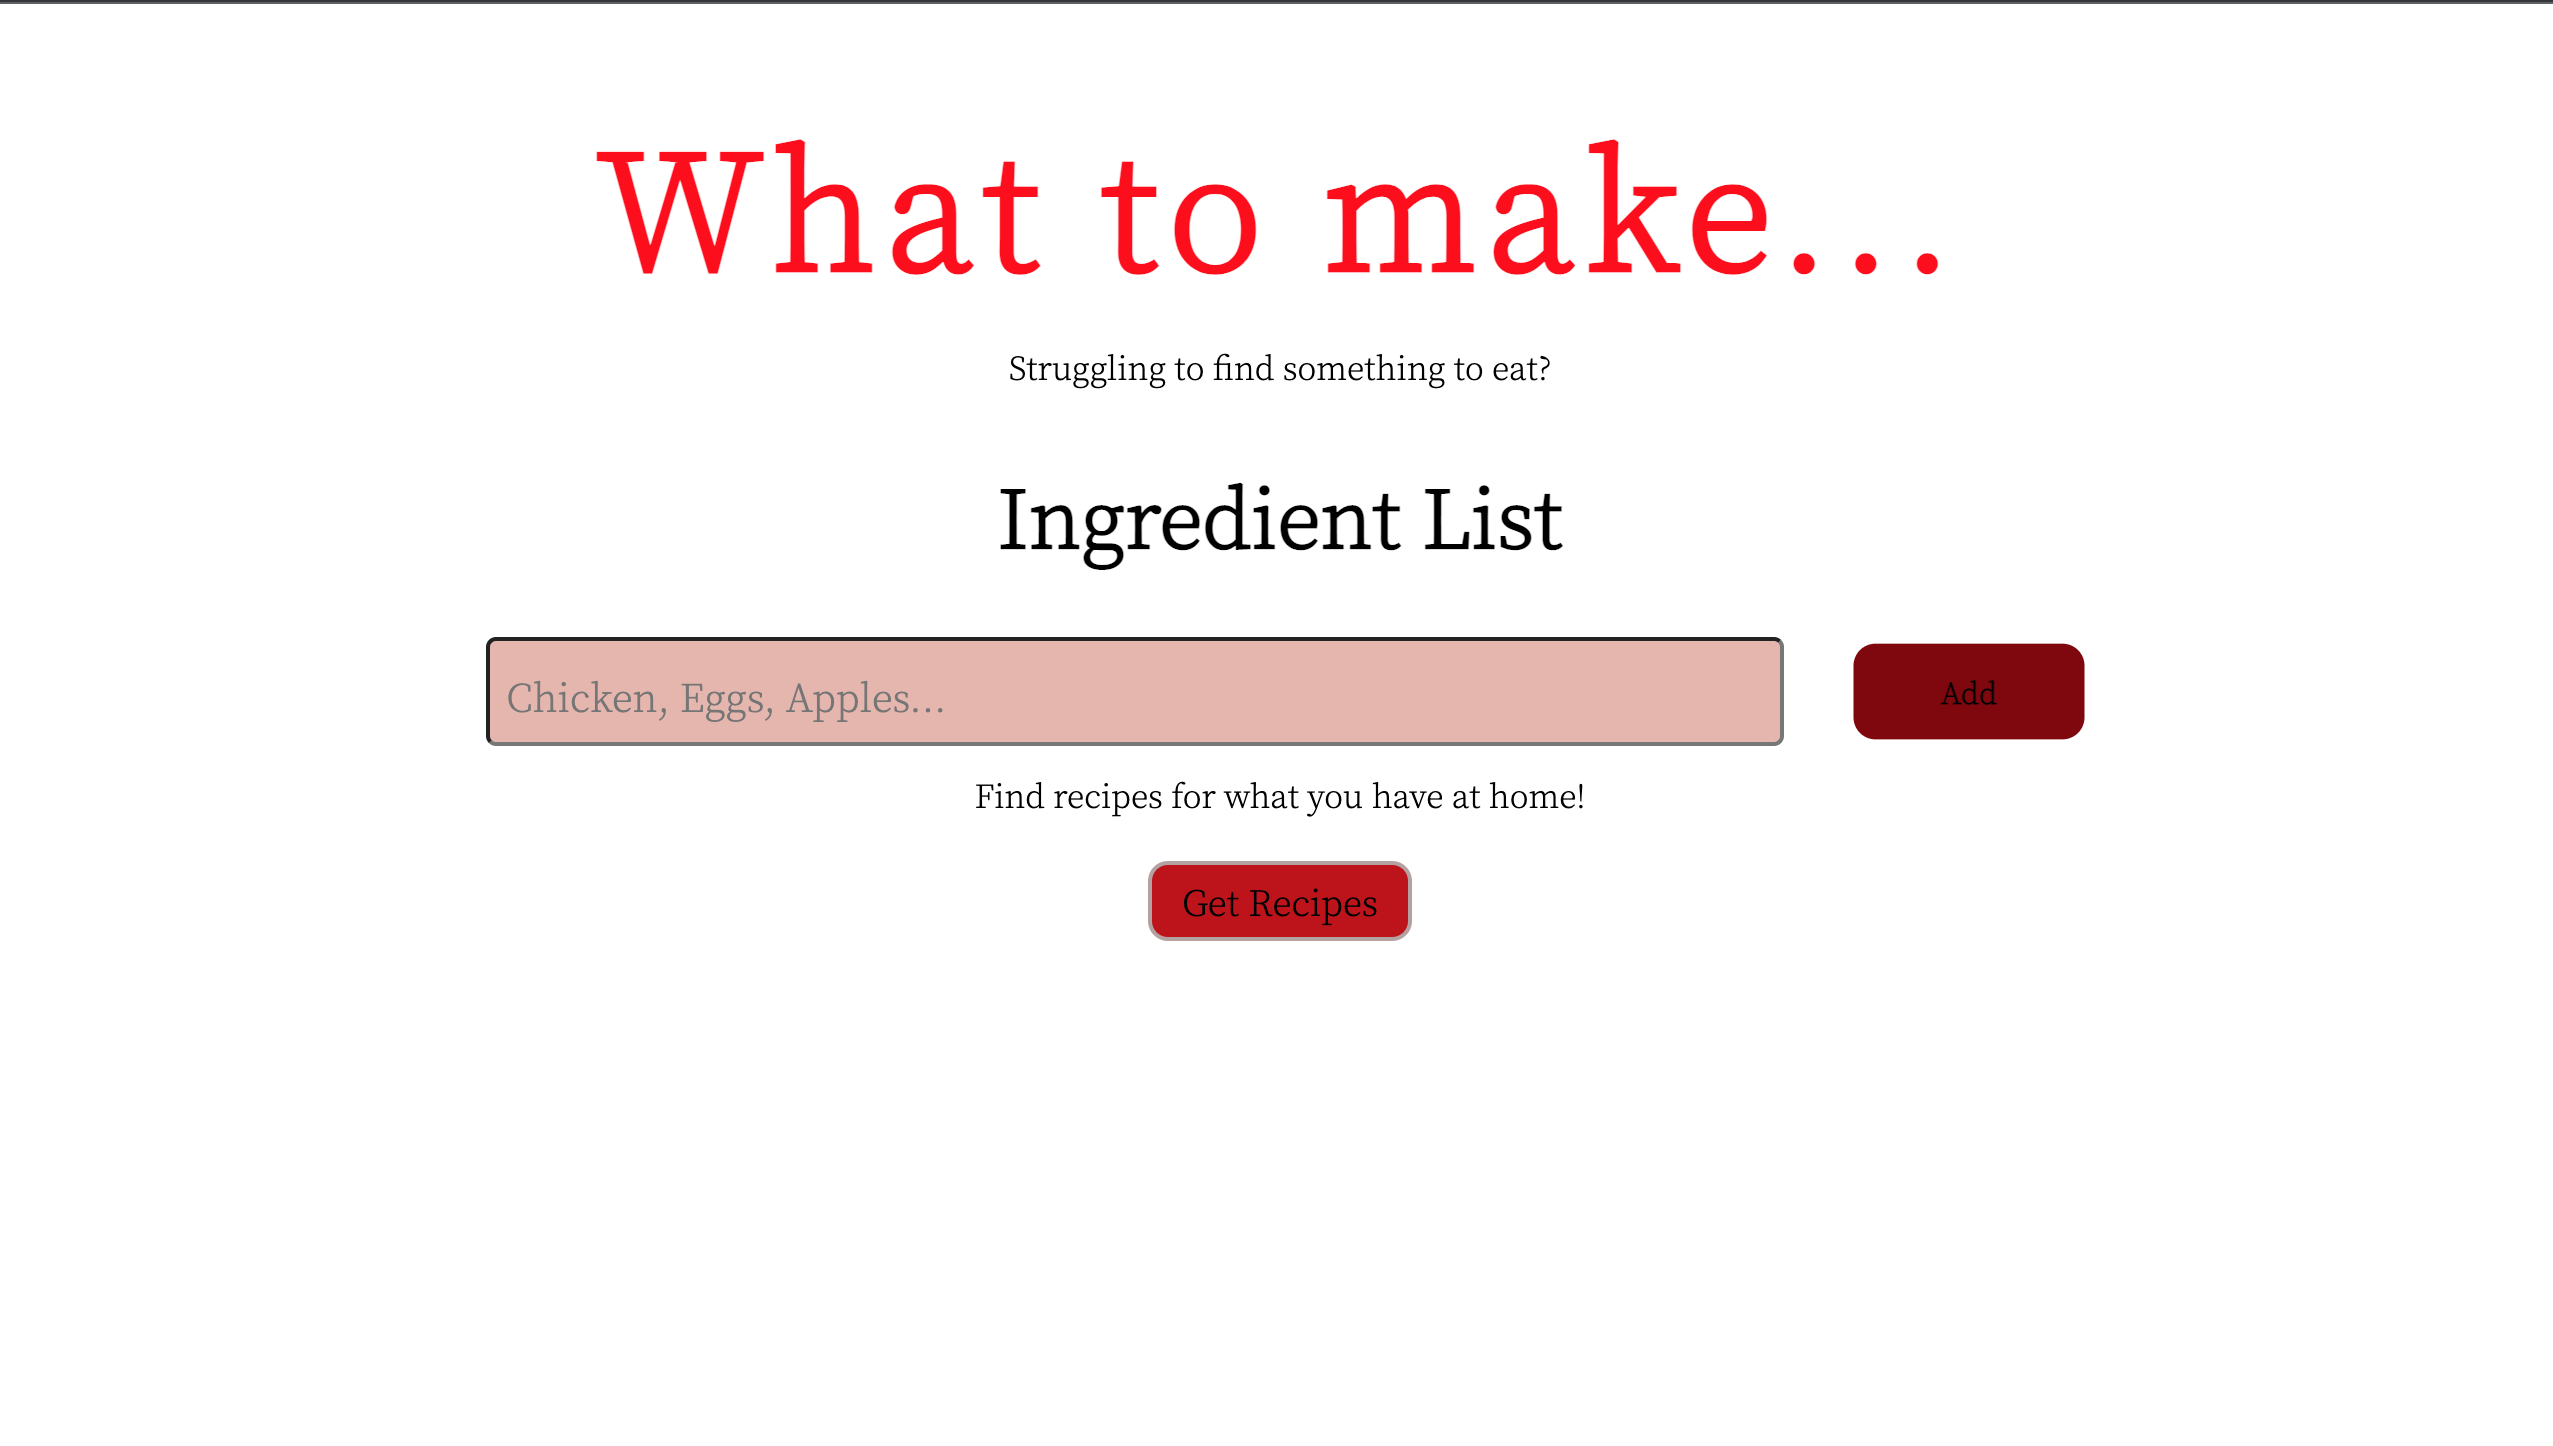 What to make...
Struggling to find something to eat?
Ingredient List
Chicken, Eggs, Apples...
Add
Find recipes for what you have at home!
Get Recipes